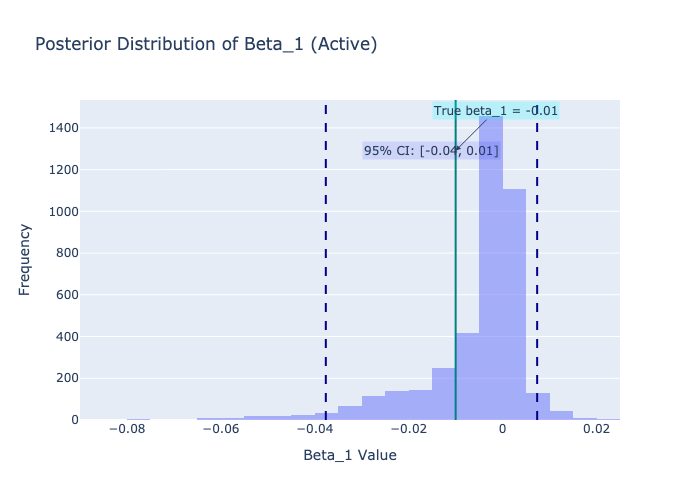 Posterior Distribution of Beta_1 (Active)
True beta_1 = -0.01
95% CI: [-0.04, 0.01]
1400
1200
1000
800
600
400
200
0
Frequency
−0.08
−0.06
−0.04
−0.02
0
0.02
Beta_1 Value